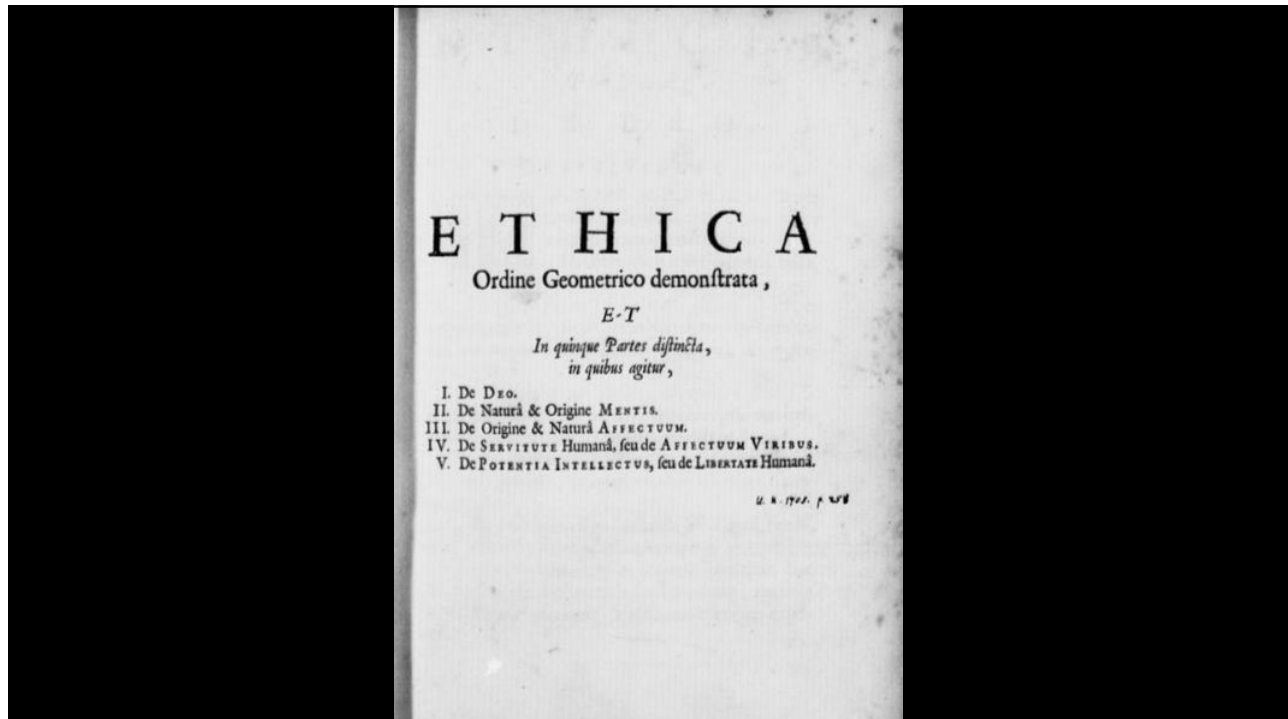 ETHICA
Ordine Geometrico demonſtrata,
ET
In quinque Partes diſtincta,
in quibus agitur,
I. De DEO.
II. De Naturâ & Origine MENTIS.
III. De Origine & Naturâ AFFECTUUM.
IV. De SERVITUTE Humanâ, ſeu de AFFECTUUM VIRIBUS.
V. De POTENTIA INTELLECTUS, ſeu de LIBERTATE Humanâ.
p. 258